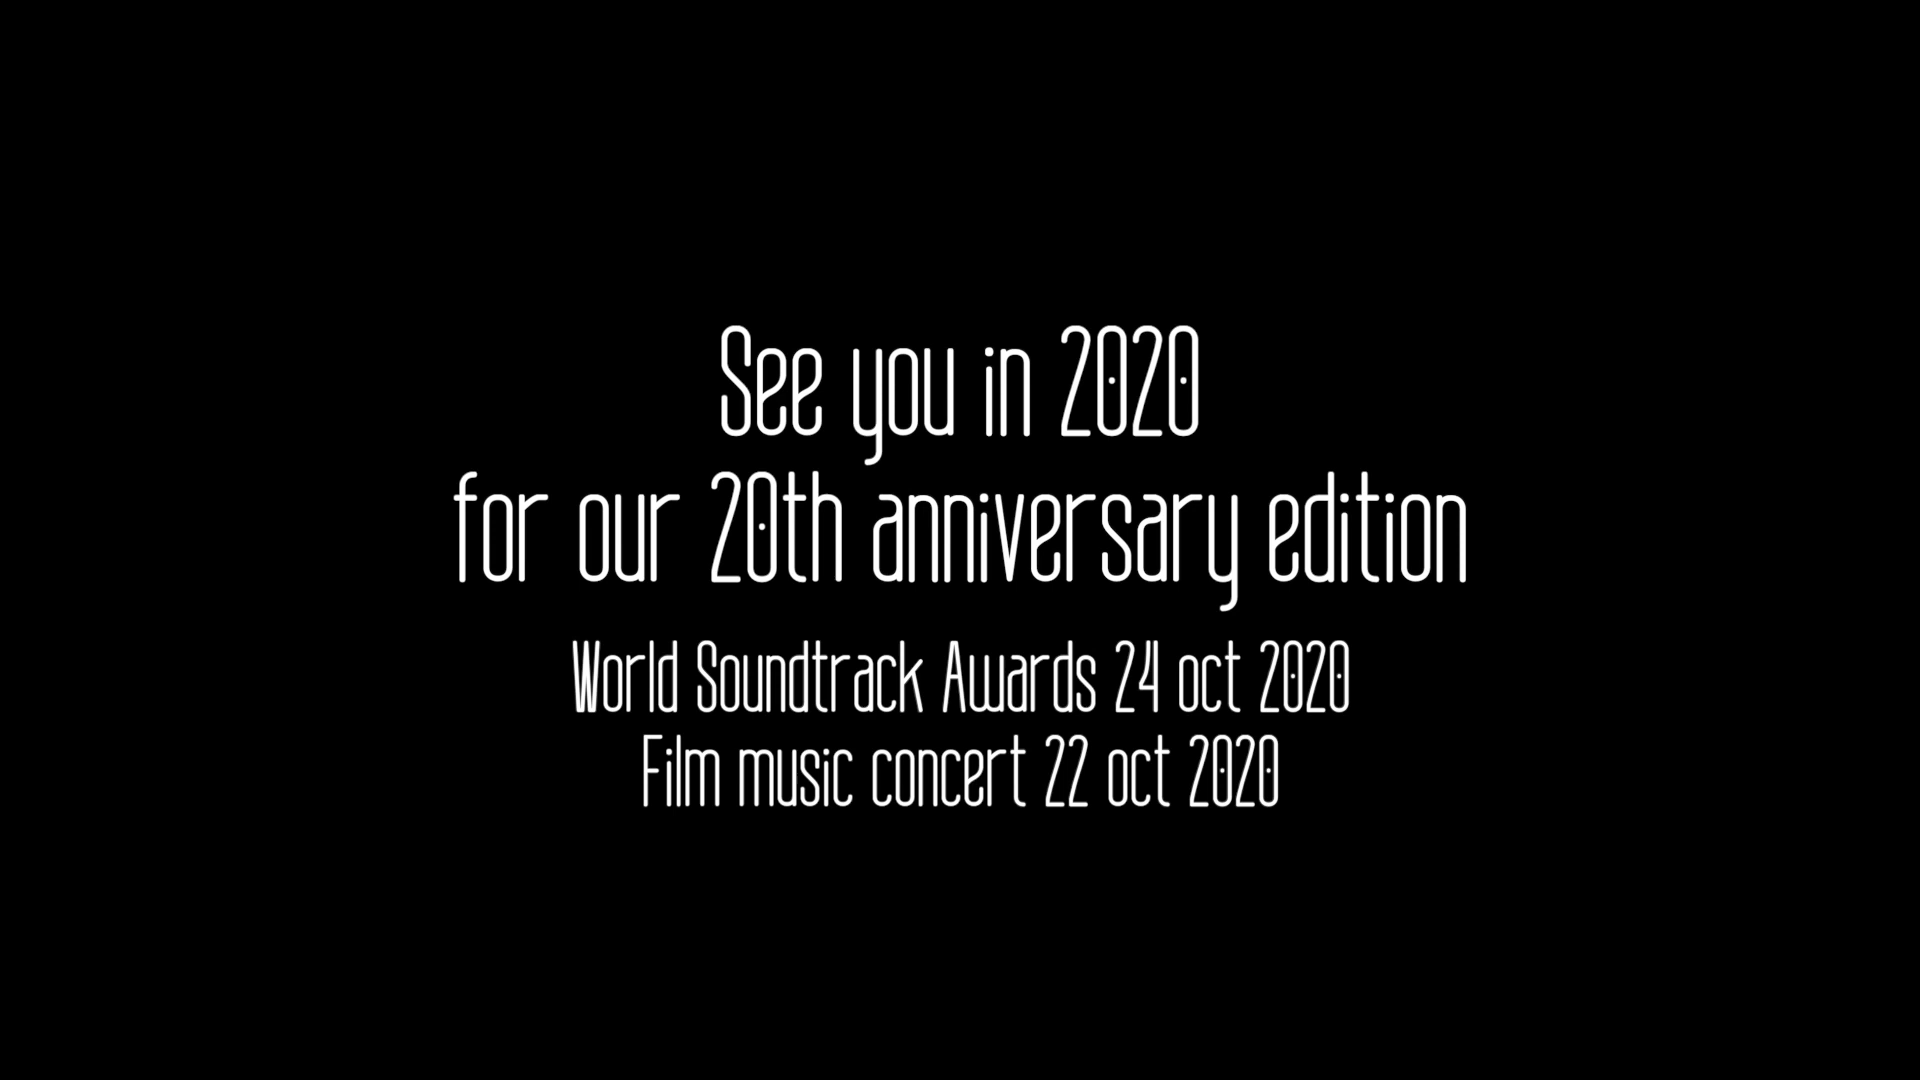 See you in 2020
for our 20th anniversary edition
World Soundtrack Awards 24 oct 2020
Film music concert 22 oct 2020